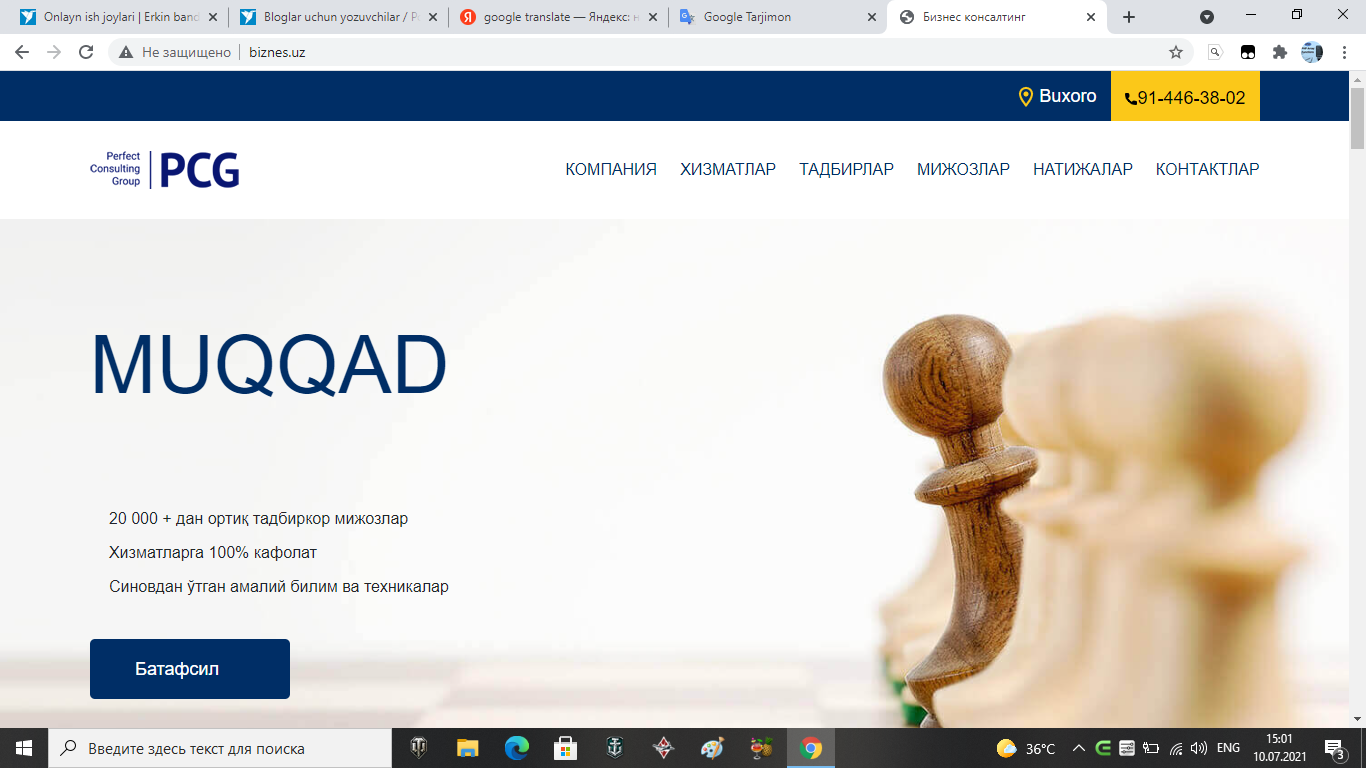 Onlayn ish joylari | Erkin band
Bloglar uchun yozuvchilar / Pa
google translate — Яндекс: н
Google Tarjimon
Бизнес консалтинг
Не защищено
biznes.uz
Buxoro
91-446-38-02
Perfect
Consulting
Group
PCG
КОМПАНИЯ ХИЗМАТЛАР ТАДБИРЛАР МИЖОЗЛАР НАТИЖАЛАР КОНТАКТЛАР
MUQQAD
20 000 + дан ортиқ тадбиркор мижозлар
Хизматларга 100% кафолат
Синовдан ўтган амалий билим ва техникалар
Батафсил
Введите здесь текст для поиска
36°C
ENG
15:01
10.07.2021
3